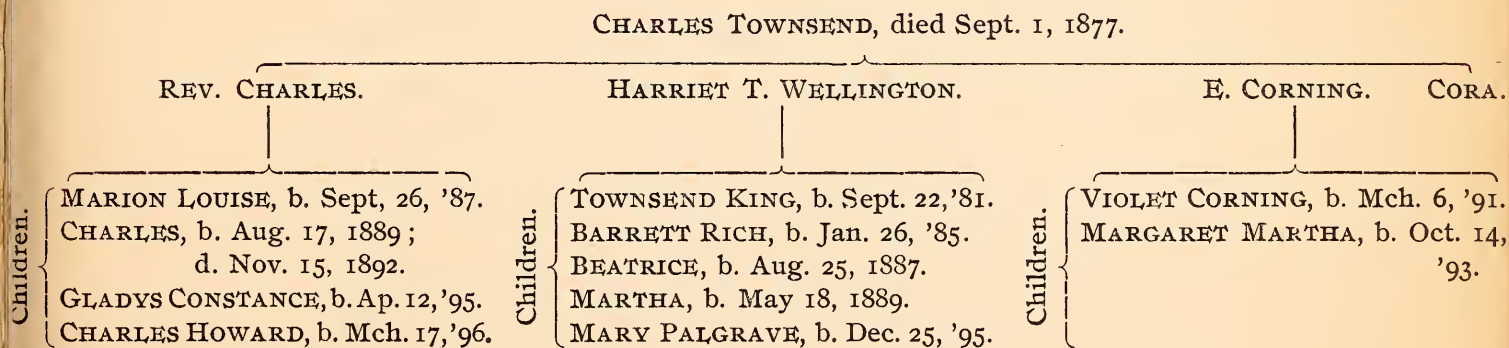 CHARLES TOWNSEND, died Sept. 1, 1877.
REV. CHARLES. HARRIET T. WELLINGTON. E. CORNING. CORA.
Children.
MARION LOUISE, b. Sept, 26, '87.
CHARLES, b. Aug. 17, 1889;
d. Nov. 15, 1892.
GLADYS CONSTANCE, b. Ap. 12, '95.
CHARLES HOWARD, b. Mch. 17, '96.
Children.
TOWNSEND KING, b. Sept. 22, '81.
BARRETT RICH, b. Jan. 26, '85.
BEATRICE, b. Aug. 25, 1887.
MARTHA, b. May 18, 1889.
MARY PALGRAVE, b. Dec. 25, '95.
Children.
VIOLET CORNING, b. Mch. 6, '91.
MARGARET MARTHA, b. Oct. 14,
'93.